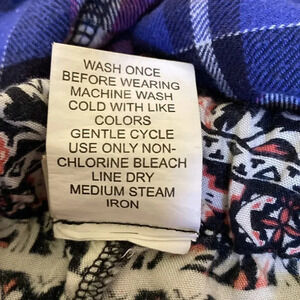 WASH ONCE
BEFORE WEARING
MACHINE WASH
COLD WITH LIKE
COLORS
GENTLE CYCLE
USE ONLY NON-
CHLORINE BLEACH
LINE DRY
MEDIUM STEAM
IRON